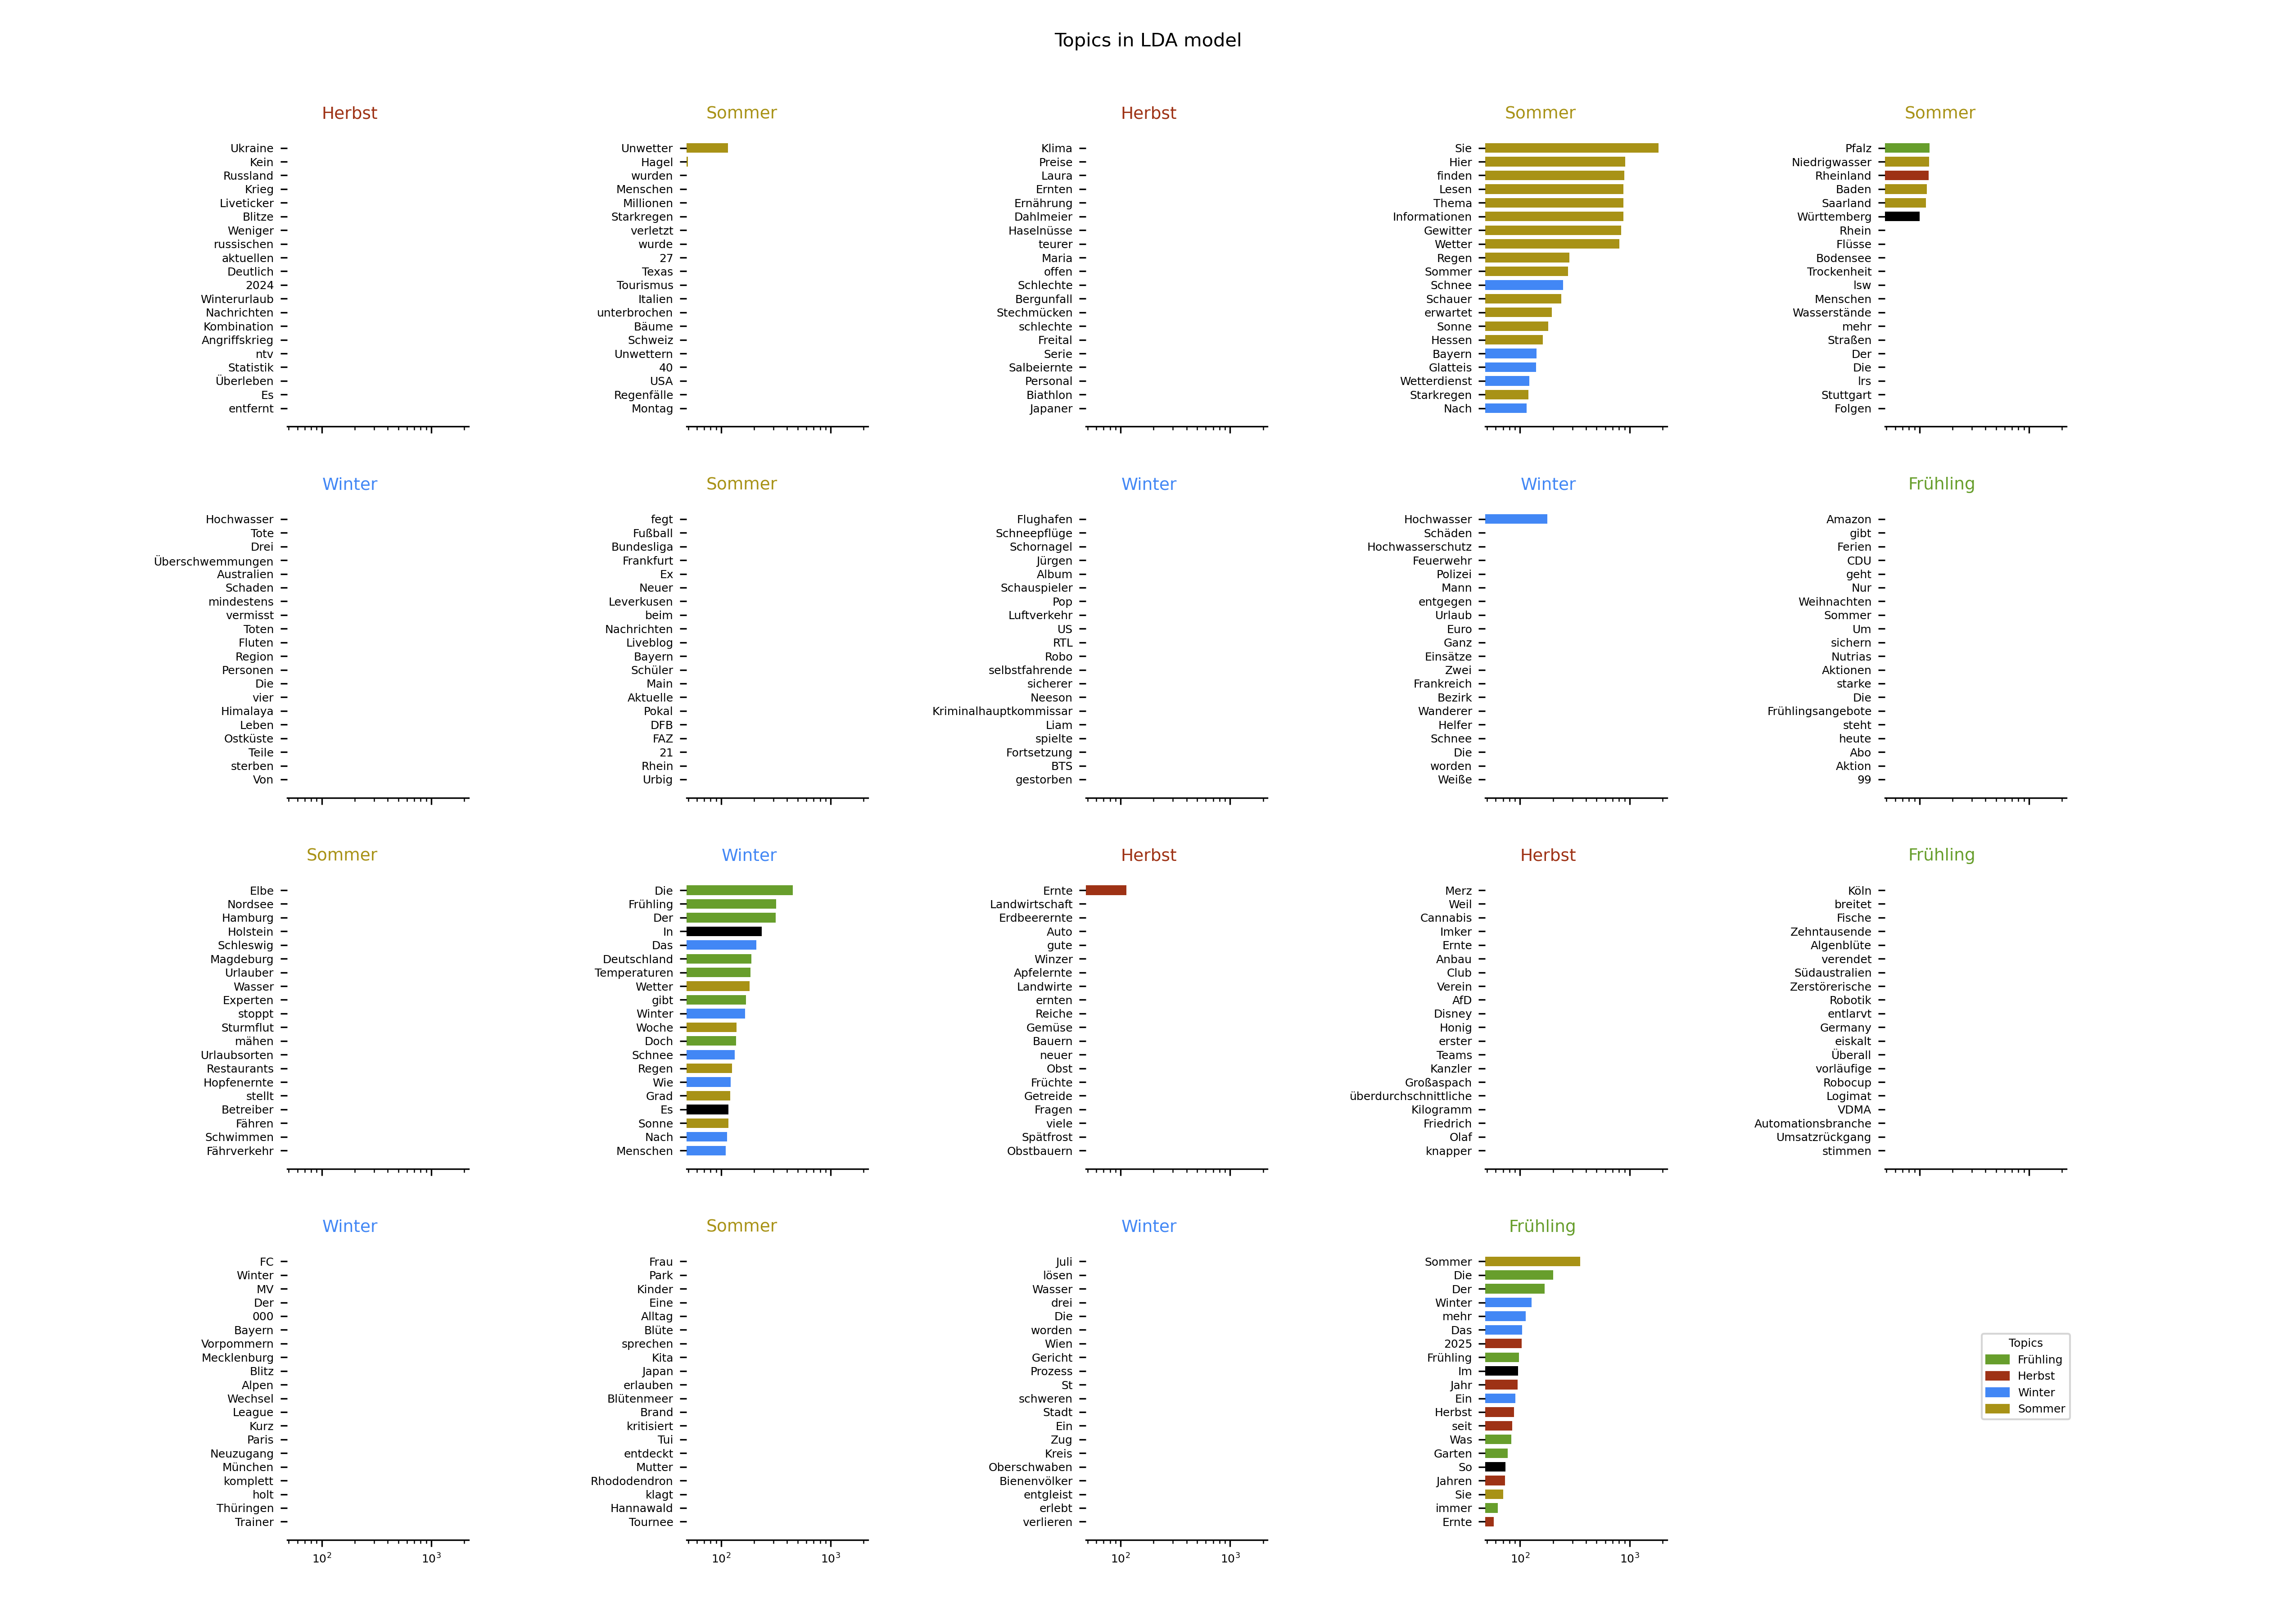 Topics in LDA model
Herbst
Ukraine
Kein
Russland
Krieg
Liveticker
Blitze
Weniger
russischen
aktuellen
Deutlich
2024
Winterurlaub
Nachrichten
Kombination
Angriffskrieg
ntv
Statistik
Überleben
Es
entfernt
Sommer
Unwetter
Hagel
wurden
Menschen
Millionen
Starkregen
verletzt
wurde
27
Texas
Tourismus
Italien
unterbrochen
Bäume
Schweiz
Unwettern
40
USA
Regenfälle
Montag
Herbst
Klima
Preise
Laura
Ernten
Ernährung
Dahlmeier
Haselnüsse
teurer
Maria
offen
Schlechte
Bergunfall
Stechmücken
schlechte
Freital
Serie
Salbeiernte
Personal
Biathlon
Japaner
Sommer
Sie
Hier
finden
Lesen
Thema
Informationen
Gewitter
Wetter
Regen
Sommer
Schnee
Schauer
erwartet
Sonne
Hessen
Bayern
Glatteis
Wetterdienst
Starkregen
Nach
Sommer
Pfalz
Niedrigwasser
Rheinland
Baden
Saarland
Württemberg
Rhein
Flüsse
Bodensee
Trockenheit
lsw
Menschen
Wasserstände
mehr
Straßen
Der
Die
lrs
Stuttgart
Folgen
Winter
Hochwasser
Tote
Drei
Überschwemmungen
Australien
Schaden
mindestens
vermisst
Toten
Fluten
Region
Personen
Die
vier
Himalaya
Leben
Ostküste
Teile
sterben
Von
Sommer
fegt
Fußball
Bundesliga
Frankfurt
Ex
Neuer
Leverkusen
beim
Nachrichten
Liveblog
Bayern
Schüler
Main
Aktuelle
Pokal
DFB
FAZ
21
Rhein
Urbig
Winter
Flughafen
Schneepflüge
Schornagel
Jürgen
Album
Schauspieler
Pop
Luftverkehr
US
RTL
Robo
selbstfahrende
sicherer
Neeson
Kriminalhauptkommissar
Liam
spielte
Fortsetzung
BTS
gestorben
Winter
Hochwasser
Schäden
Hochwasserschutz
Feuerwehr
Polizei
Mann
entgegen
Urlaub
Euro
Ganz
Einsätze
Zwei
Frankreich
Bezirk
Wanderer
Helfer
Schnee
Die
worden
Weiße
Frühling
Amazon
gibt
Ferien
CDU
geht
Nur
Weihnachten
Sommer
Um
sichern
Nutrias
Aktionen
starke
Die
Frühlingsangebote
steht
heute
Abo
Aktion
99
Sommer
Elbe
Nordsee
Hamburg
Holstein
Schleswig
Magdeburg
Urlauber
Wasser
Experten
stoppt
Sturmflut
mähen
Urlaubsorten
Restaurants
Hopfenernte
stellt
Betreiber
Fähren
Schwimmen
Fährverkehr
Winter
Die
Frühling
Der
In
Das
Deutschland
Temperaturen
Wetter
gibt
Winter
Woche
Doch
Schnee
Regen
Wie
Grad
Es
Sonne
Nach
Menschen
Herbst
Ernte
Landwirtschaft
Erdbeerernte
Auto
gute
Winzer
Apfelernte
Landwirte
ernten
Reiche
Gemüse
Bauern
neuer
Obst
Früchte
Getreide
Fragen
viele
Spätfrost
Obstbauern
Herbst
Merz
Weil
Cannabis
Imker
Ernte
Anbau
Club
Verein
AfD
Disney
Honig
erster
Teams
Kanzler
Großaspach
überdurchschnittliche
Kilogramm
Friedrich
Olaf
knapper
Frühling
Köln
breitet
Fische
Zehntausende
Algenblüte
verendet
Südaustralien
Zerstörerische
Robotik
entlarvt
Germany
eiskalt
Überall
vorläufige
Robocup
Logimat
VDMA
Automationsbranche
Umsatzrückgang
stimmen
Winter
FC
Winter
MV
Der
000
Bayern
Vorpommern
Mecklenburg
Blitz
Alpen
Wechsel
League
Kurz
Paris
Neuzugang
München
komplett
holt
Thüringen
Trainer
10² 10³
Sommer
Frau
Park
Kinder
Eine
Alltag
Blüte
sprechen
Kita
Japan
erlauben
Blütenmeer
Brand
kritisiert
Tui
entdeckt
Mutter
Rhododendron
klagt
Hannawald
Tournee
10² 10³
Winter
Juli
lösen
Wasser
drei
Die
worden
Wien
Gericht
Prozess
St
schweren
Stadt
Ein
Zug
Kreis
Oberschwaben
Bienenvölker
entgleist
erlebt
verlieren
10² 10³
Frühling
Sommer
Die
Der
Winter
mehr
Das
2025
Frühling
Im
Jahr
Ein
Herbst
seit
Was
Garten
So
Jahren
Sie
immer
Ernte
10² 10³
Topics
Frühling
Herbst
Winter
Sommer